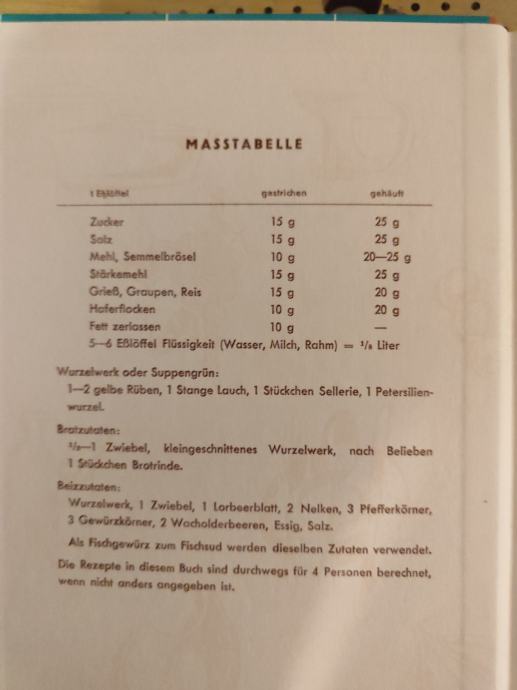 MASSTABELLE
1 Eßlöffel gestrichen gehäuft
Zucker 15 g 25 g
Salz 15 g 25 g
Mehl, Semmelbrösel 10 g 20—25 g
Stärkemehl 15 g 25 g
Grieß, Graupen, Reis 15 g 20 g
Haferflocken 10 g 20 g
Fett zerlassen 10 g —
5—6 Eßlöffel Flüssigkeit (Wasser, Milch, Rahm) = ¹/₈ Liter
Wurzelwerk oder Suppengrün:
1—2 gelbe Rüben, 1 Stange Lauch, 1 Stückchen Sellerie, 1 Petersilien-
wurzel.
Bratzutaten:
¹/₂—1 Zwiebel, kleingeschnittenes Wurzelwerk, nach Belieben
1 Stückchen Brotrinde.
Beizzutaten:
Wurzelwerk, 1 Zwiebel, 1 Lorbeerblatt, 2 Nelken, 3 Pfefferkörner,
3 Gewürzkörner, 2 Wacholderbeeren, Essig, Salz.
Als Fischgewürz zum Fischsud werden dieselben Zutaten verwendet.
Die Rezepte in diesem Buch sind durchwegs für 4 Personen berechnet,
wenn nicht anders angegeben ist.